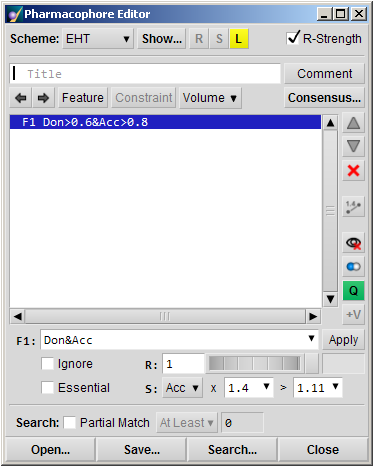 Pharmacophore Editor
Scheme: EHT Show... R S L R-Strength
Title Comment
Feature Constraint Volume Consensus...
F1 Don>0.6&Acc>0.8
1.4
Q
+V
F1: Don&Acc Apply
Ignore R: 1
Essential S: Acc x 1.4 > 1.11
Search: Partial Match At Least 0
Open... Save... Search... Close